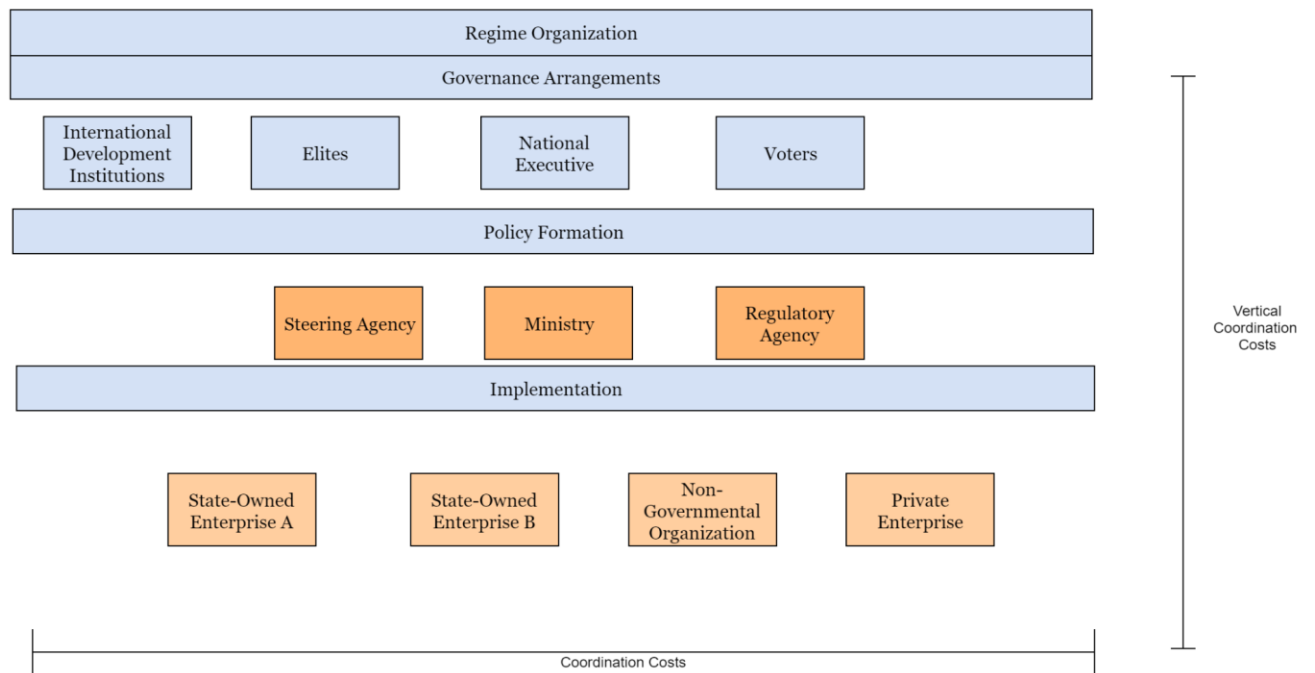 Regime Organization
Governance Arrangements
International
Development
Institutions
Elites
National
Executive
Voters
Policy Formation
Steering Agency
Ministry
Regulatory
Agency
Implementation
State-Owned
Enterprise A
State-Owned
Enterprise B
Non-
Governmental
Organization
Private
Enterprise
Vertical
Coordination
Costs
Coordination Costs